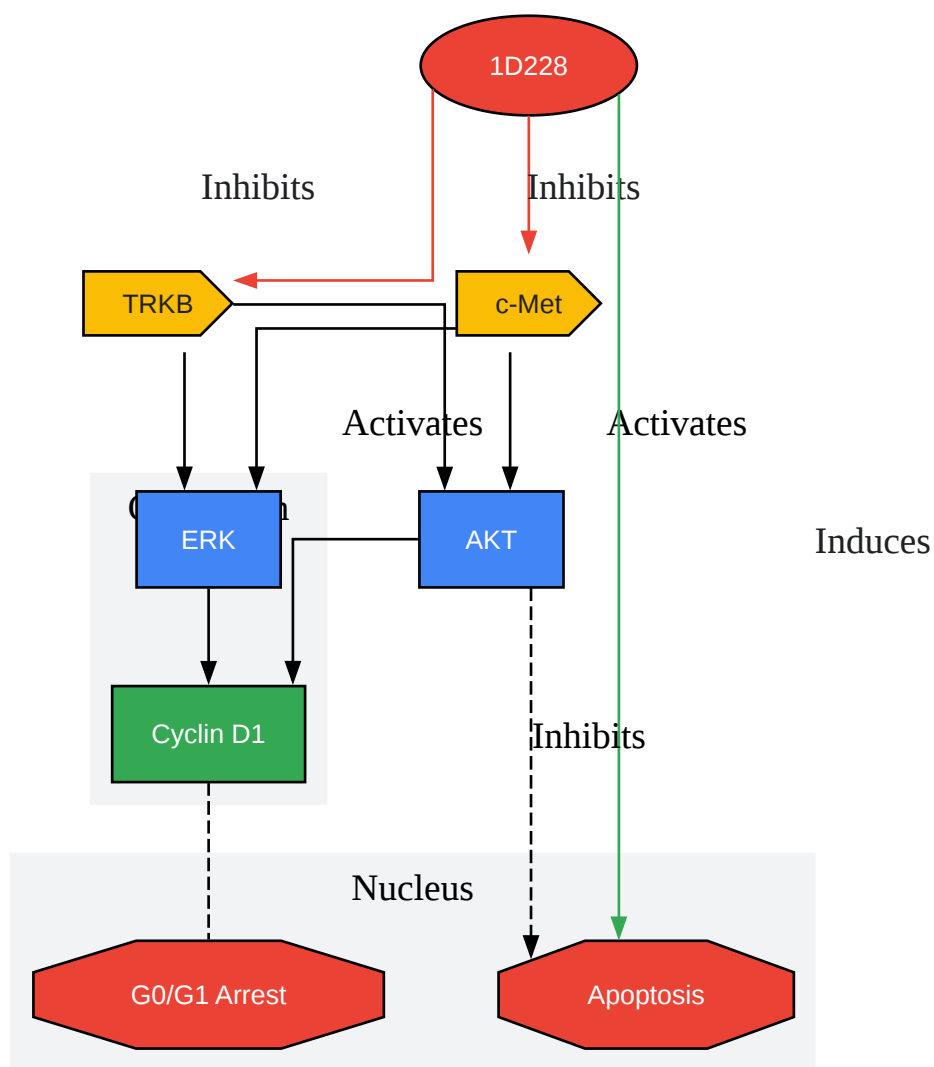 1D228
Inhibits
Inhibits
TRKB
c-Met
Activates
Activates
ERK
AKT
Induces
Cyclin D1
Inhibits
Nucleus
G0/G1 Arrest
Apoptosis